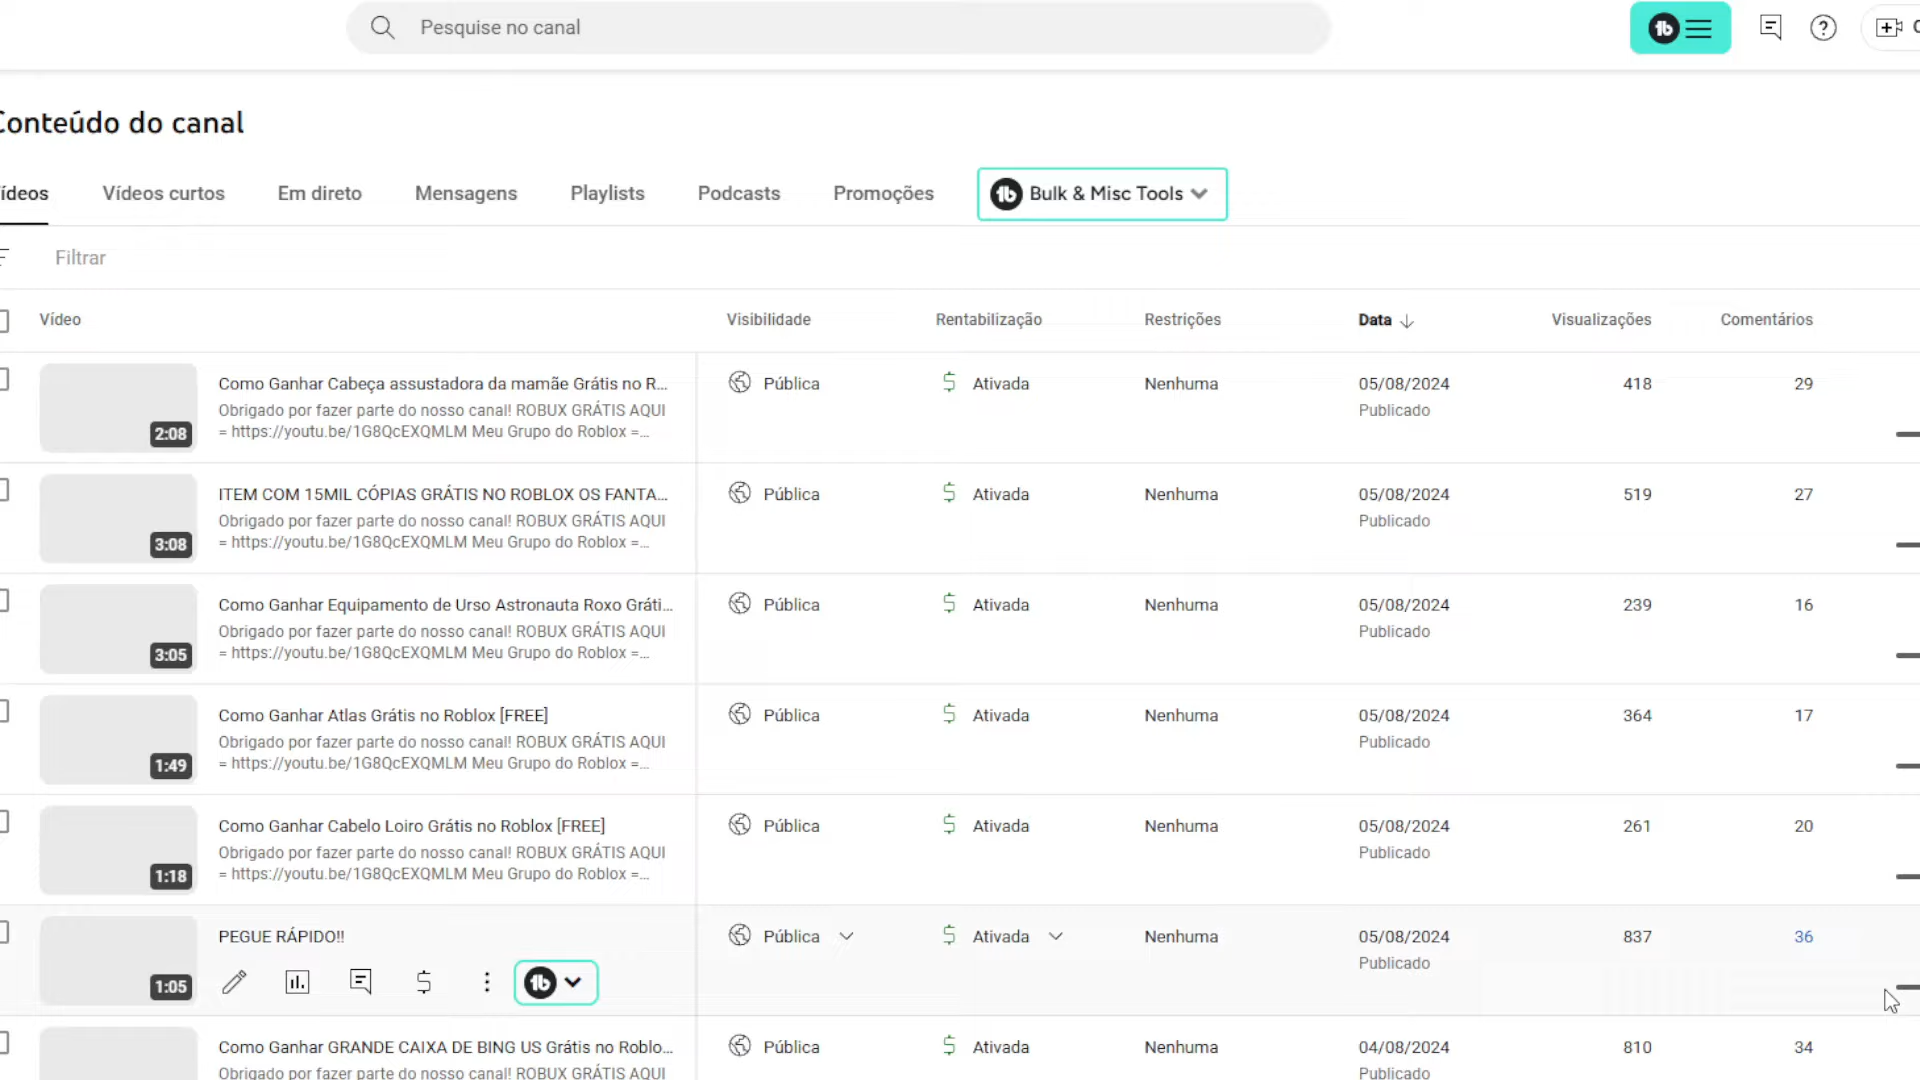 Pesquise no canal
Conteúdo do canal
Vídeos curtos
Em direto
Mensagens
Playlists
Podcasts
Promoções
Bulk & Misc Tools
Filtrar
Vídeo
Visibilidade
Rentabilização
Restrições
Data
Visualizações
Comentários
2:08
Como Ganhar Cabeça assustadora da mamãe Grátis no R...
Obrigado por fazer parte do nosso canal! ROBUX GRÁTIS AQUI
= https://youtu.be/1G8QcEXQMLM Meu Grupo do Roblox =...
Pública
Ativada
Nenhuma
05/08/2024
Publicado
418
29
3:08
ITEM COM 15MIL CÓPIAS GRÁTIS NO ROBLOX OS FANTA...
Obrigado por fazer parte do nosso canal! ROBUX GRÁTIS AQUI
= https://youtu.be/1G8QcEXQMLM Meu Grupo do Roblox =...
Pública
Ativada
Nenhuma
05/08/2024
Publicado
519
27
3:05
Como Ganhar Equipamento de Urso Astronauta Roxo Gráti...
Obrigado por fazer parte do nosso canal! ROBUX GRÁTIS AQUI
= https://youtu.be/1G8QcEXQMLM Meu Grupo do Roblox =...
Pública
Ativada
Nenhuma
05/08/2024
Publicado
239
16
1:49
Como Ganhar Atlas Grátis no Roblox [FREE]
Obrigado por fazer parte do nosso canal! ROBUX GRÁTIS AQUI
= https://youtu.be/1G8QcEXQMLM Meu Grupo do Roblox =...
Pública
Ativada
Nenhuma
05/08/2024
Publicado
364
17
1:18
Como Ganhar Cabelo Loiro Grátis no Roblox [FREE]
Obrigado por fazer parte do nosso canal! ROBUX GRÁTIS AQUI
= https://youtu.be/1G8QcEXQMLM Meu Grupo do Roblox =...
Pública
Ativada
Nenhuma
05/08/2024
Publicado
261
20
1:05
PEGUE RÁPIDO!!
Pública
Ativada
Nenhuma
05/08/2024
Publicado
837
36
Como Ganhar GRANDE CAIXA DE BING US Grátis no Roblo...
Obrigado por fazer parte do nosso canal! ROBUX GRÁTIS AQUI
Pública
Ativada
Nenhuma
04/08/2024
Publicado
810
34